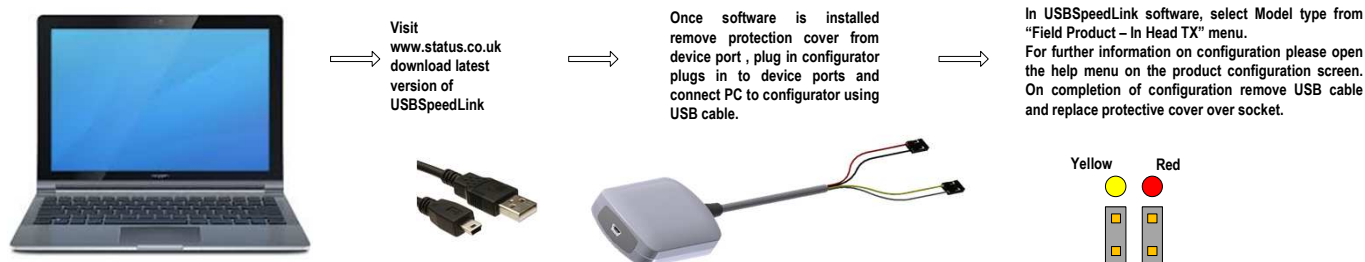 Visit
www.status.co.uk
download latest
version of
USBSpeedLink
Once software is installed
remove protection cover from
device port , plug in configurator
plugs in to device ports and
connect PC to configurator using
USB cable.
In USBSpeedLink software, select Model type from
“Field Product – In Head TX” menu.
For further information on configuration please open
the help menu on the product configuration screen.
On completion of configuration remove USB cable
and replace protective cover over socket.
Yellow Red